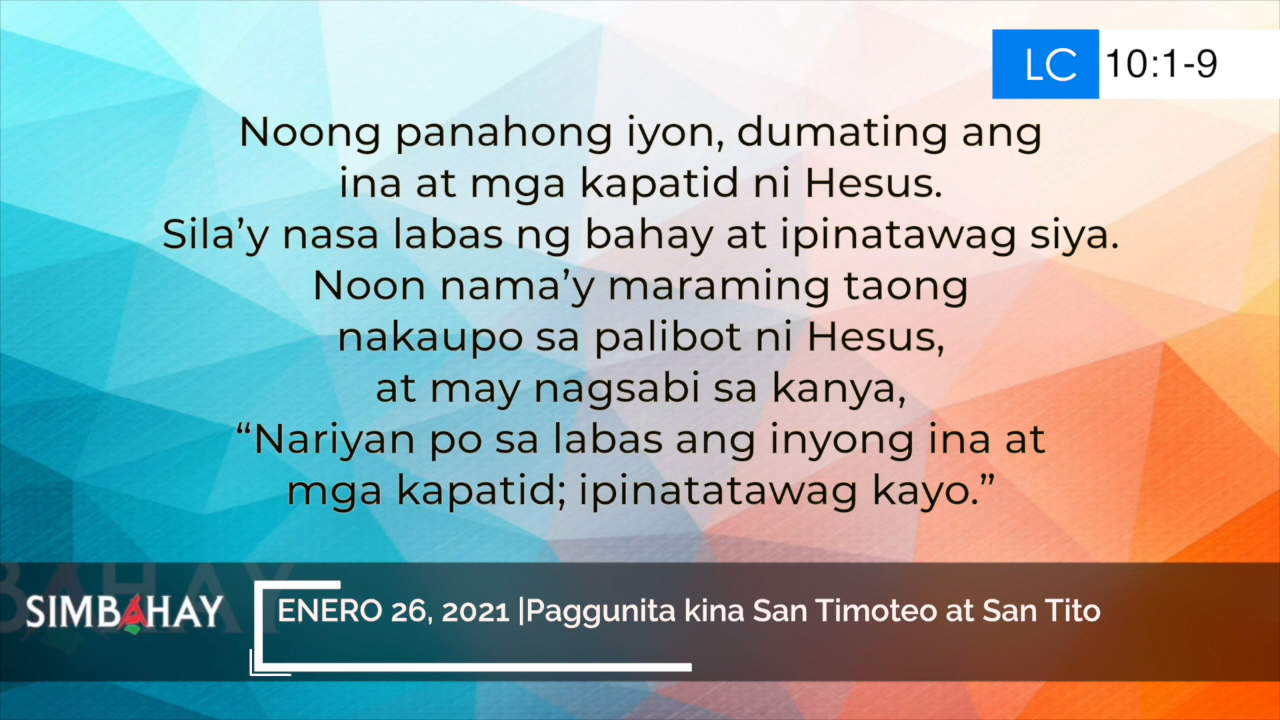 LC 10:1-9
Noong panahong iyon, dumating ang
ina at mga kapatid ni Hesus.
Sila’y nasa labas ng bahay at ipinatawag siya.
Noon nama’y maraming taong
nakaupo sa palibot ni Hesus,
at may nagsabi sa kanya,
“Nariyan po sa labas ang inyong ina at
mga kapatid; ipinatatawag kayo.”
SIMBAHAY
ENERO 26, 2021 |Paggunita kina San Timoteo at San Tito